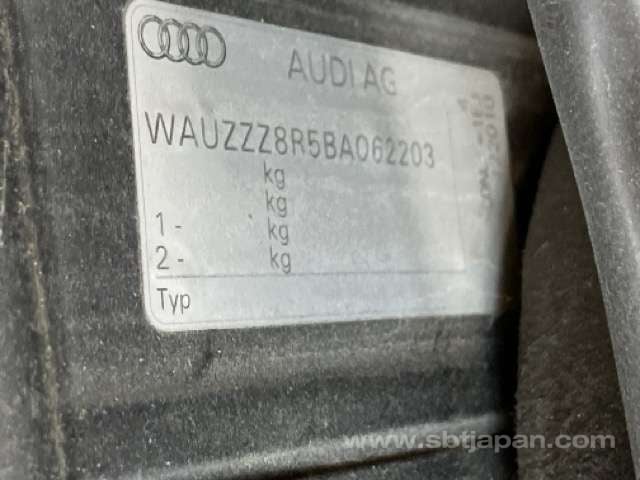 AUDI AG
WAUZZZ8R5BA062203
kg
kg
1 - kg
2 - kg
Typ
www.sbtjapan.com